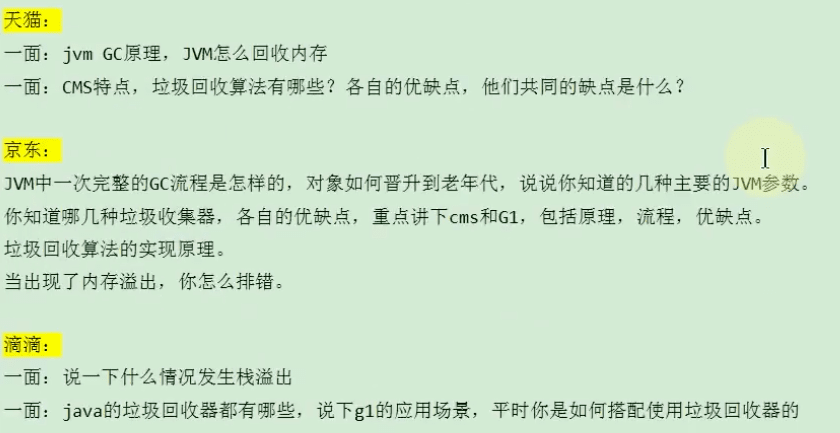 天猫：
一面：jvm GC原理，JVM怎么回收内存
一面：CMS特点，垃圾回收算法有哪些？各自的优缺点，他们共同的缺点是什么？
京东：
JVM中一次完整的GC流程是怎样的，对象如何晋升到老年代，说说你知道的几种主要的JVM参数。
你知道哪几种垃圾收集器，各自的优缺点，重点讲下cms和G1，包括原理，流程，优缺点。
垃圾回收算法的实现原理。
当出现了内存溢出，你怎么排错。
滴滴：
一面：说一下什么情况发生栈溢出
一面：java的垃圾回收器都有哪些，说下g1的应用场景，平时你是如何搭配使用垃圾回收器的